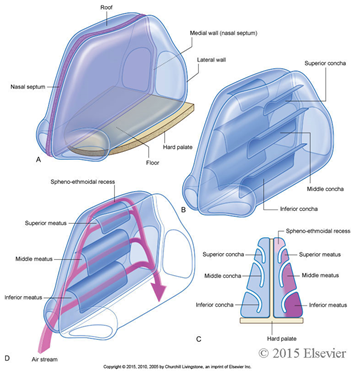 Roof
Medial wall (nasal septum)
Lateral wall
Nasal septum
Hard palate
Floor
A
Superior concha
Middle concha
Inferior concha
B
Spheno-ethmoidal recess
Superior meatus
Middle meatus
Inferior meatus
D
Air stream
Spheno-ethmoidal recess
Superior concha
Superior meatus
Middle concha
Middle meatus
Inferior concha
Inferior meatus
C
Hard palate
© 2015 Elsevier
Copyright © 2015, 2010, 2005 by Churchill Livingstone, an imprint of Elsevier Inc.